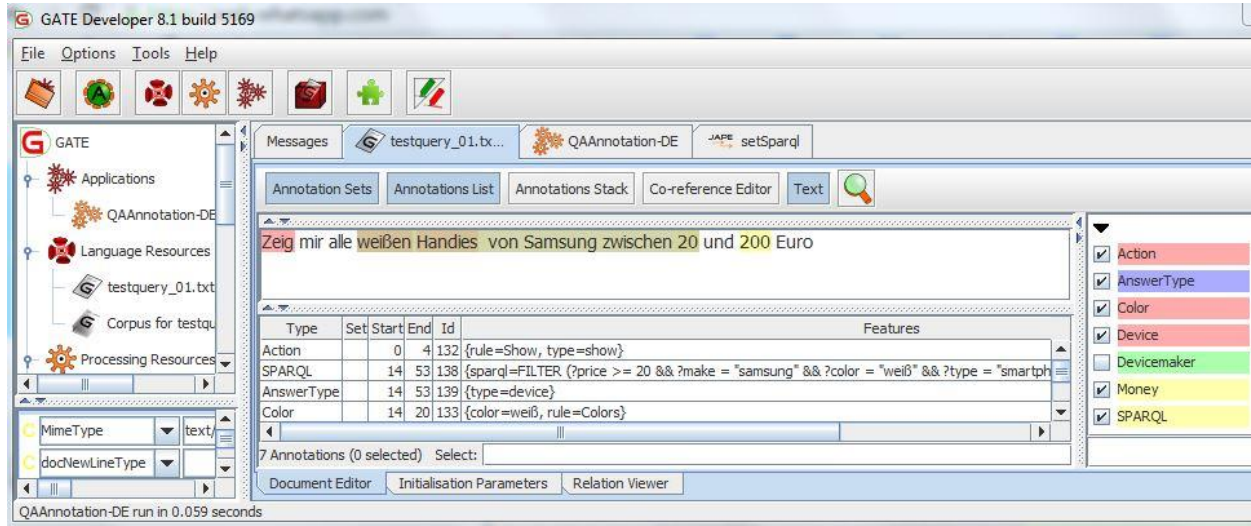 GATE Developer 8.1 build 5169
File Options Tools Help
GATE
Applications
QAAnnotation-DE
Language Resources
testquery_01.txt
Corpus for testqu
Processing Resources
Messages testquery_01.tx... QAAnnotation-DE JAPE setSparql
Annotation Sets Annotations List Annotations Stack Co-reference Editor Text
Zeig mir alle weißen Handies von Samsung zwischen 20 und 200 Euro
Type Set Start End Id Features
Action 0 4 132 {rule=Show, type=show}
SPARQL 14 53 138 {sparql=FILTER (?price >= 20 && ?make = "samsung" && ?color = "weiß" && ?type = "smartph
AnswerType 14 53 139 {type=device}
Color 14 20 133 {color=weiß, rule=Colors}
7 Annotations (0 selected) Select:
Action
AnswerType
Color
Device
Devicemaker
Money
SPARQL
MimeType text/
docNewLineType
Document Editor Initialisation Parameters Relation Viewer
QAAnnotation-DE run in 0.059 seconds